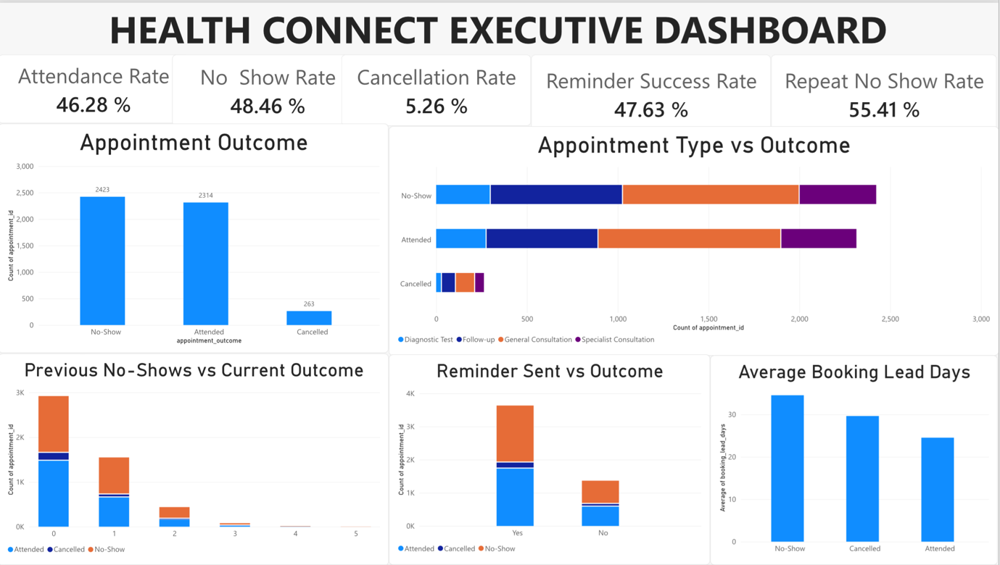 HEALTH CONNECT EXECUTIVE DASHBOARD
Attendance Rate
46.28 %
No  Show Rate
48.46 %
Cancellation Rate
5.26 %
Reminder Success Rate
47.63 %
Repeat No Show Rate
55.41 %
Appointment Outcome
Count of appointment_id
3,000
2,500
2,000
1,500
1,000
500
0
2423
2314
263
No-Show
Attended
Cancelled
appointment_outcome
Appointment Type vs Outcome
No-Show
Attended
Cancelled
0
500
1,000
1,500
2,000
2,500
3,000
Count of appointment_id
Diagnostic Test
Follow-up
General Consultation
Specialist Consultation
Previous No-Shows vs Current Outcome
Count of appointment_id
3K
2K
1K
0K
0
1
2
3
4
5
Attended
Cancelled
No-Show
Reminder Sent vs Outcome
Count of appointment_id
4K
3K
2K
1K
0K
Yes
No
Attended
Cancelled
No-Show
Average Booking Lead Days
Average of booking_lead_days
30
20
10
0
No-Show
Cancelled
Attended